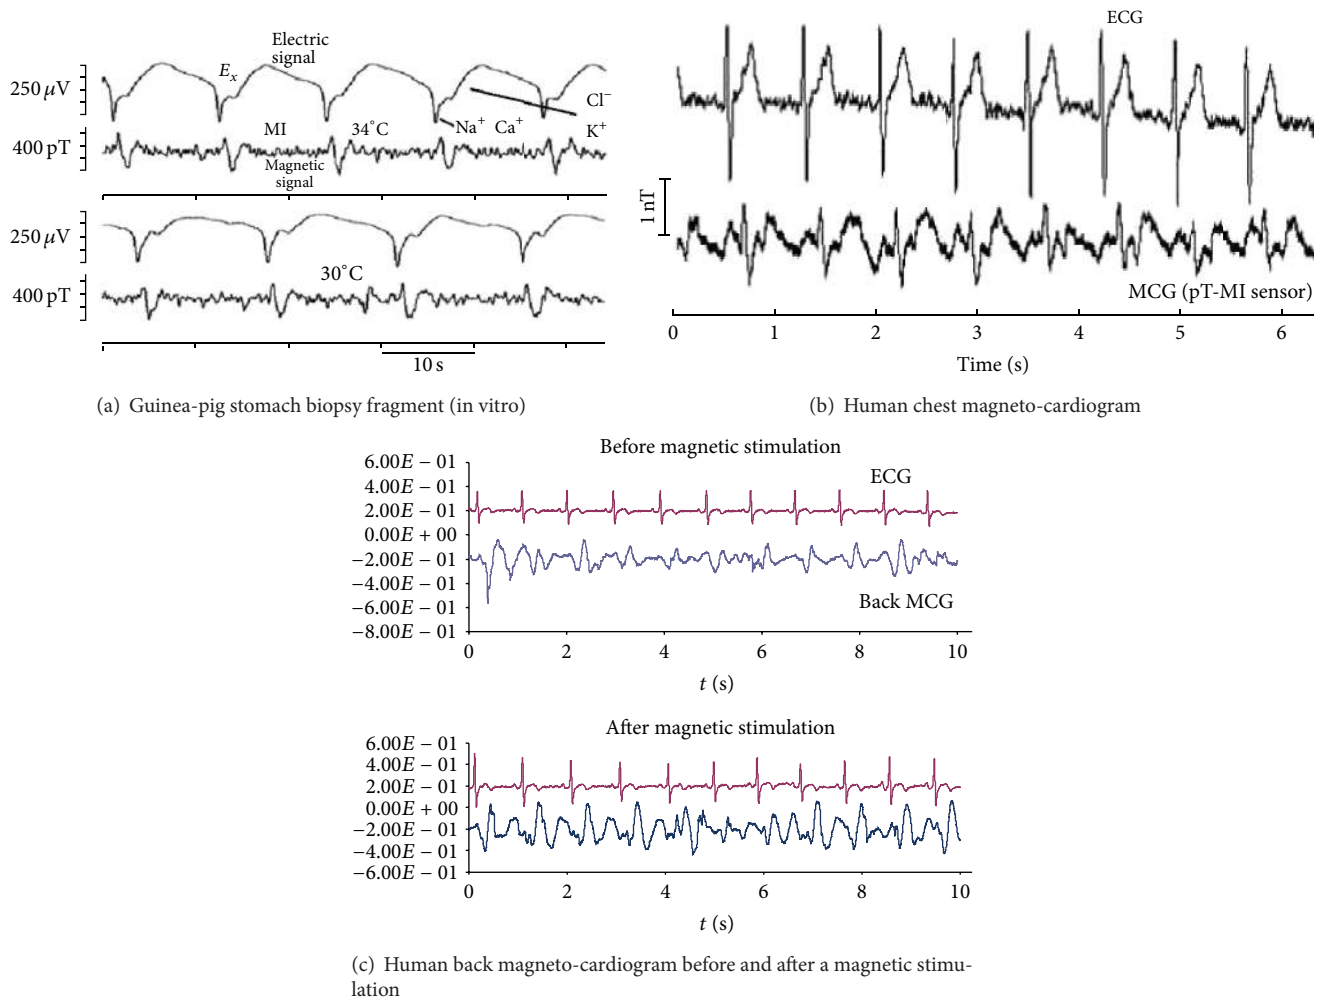 Electric
signal
Eₓ
250 μV
Cl⁻
Na⁺ Ca⁺
K⁺
MI
34°C
400 pT
Magnetic
signal
250 μV
30°C
400 pT
10 s
(a) Guinea-pig stomach biopsy fragment (in vitro)
ECG
1 nT
MCG (pT-MI sensor)
0 1 2 3 4 5 6
Time (s)
(b) Human chest magneto-cardiogram
Before magnetic stimulation
6.00E − 01
4.00E − 01
2.00E − 01
0.00E + 00
−2.00E − 01
−4.00E − 01
−6.00E − 01
−8.00E − 01
ECG
Back MCG
0 2 4 6 8 10
t (s)
After magnetic stimulation
6.00E − 01
4.00E − 01
2.00E − 01
0.00E + 00
−2.00E − 01
−4.00E − 01
−6.00E − 01
0 2 4 6 8 10
t (s)
(c) Human back magneto-cardiogram before and after a magnetic stimu-
lation